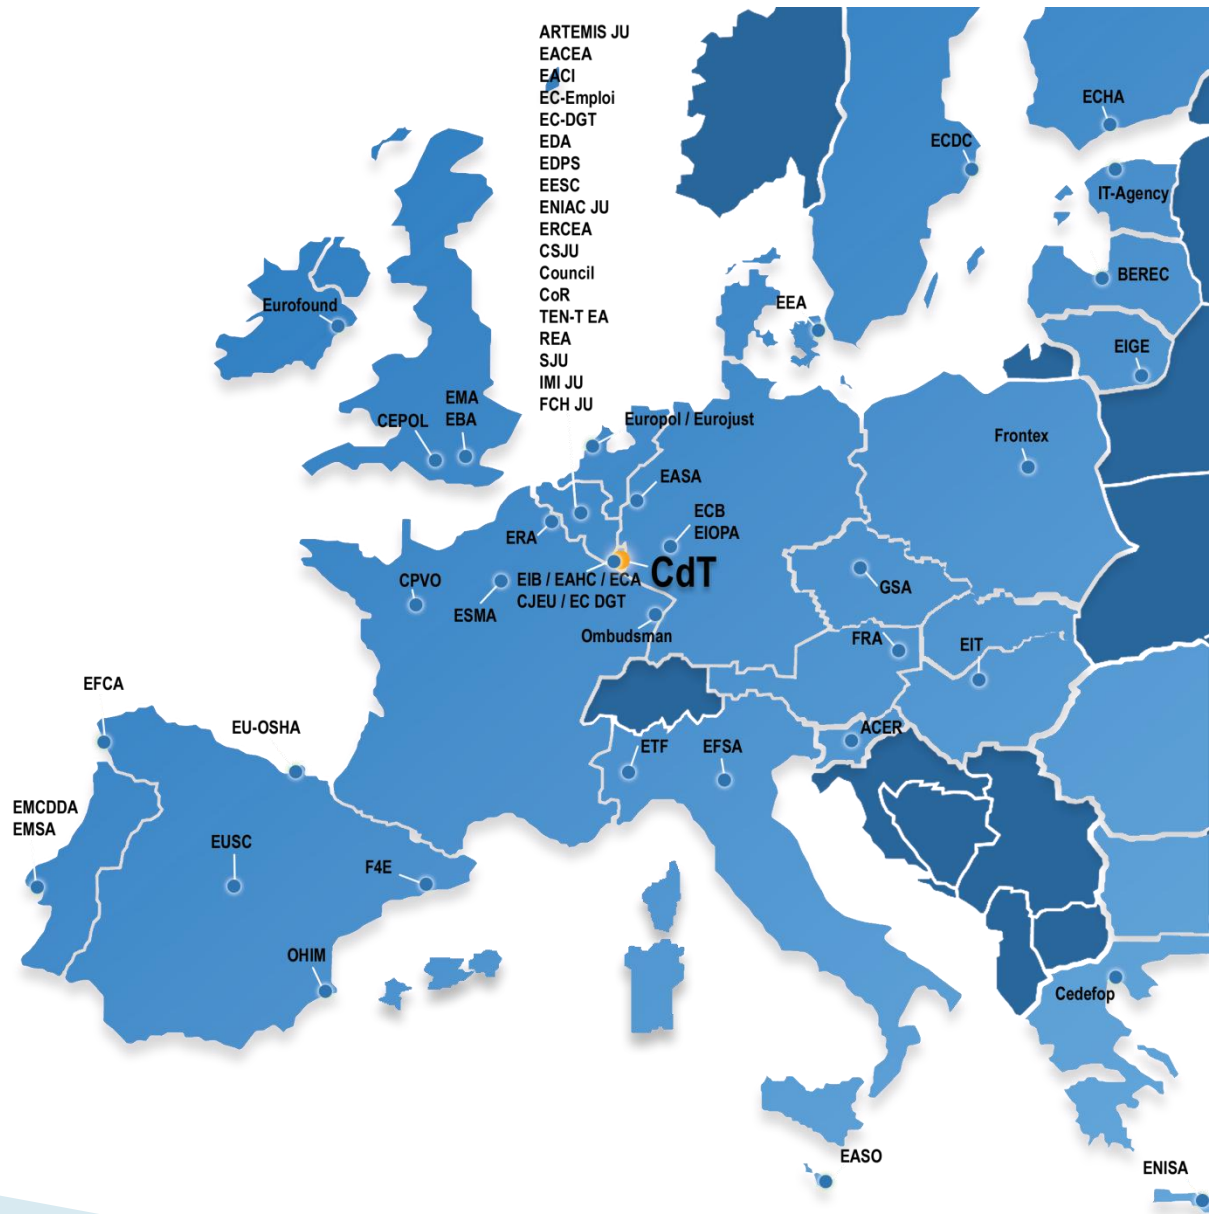 ARTEMIS JU
EACEA
EACI
EC-Emploi
EC-DGT
EDA
EDPS
EESC
ENIAC JU
ERCEA
CSJU
Council
CoR
TEN-T EA
REA
SJU
IMI JU
FCH JU
ECHA
ECDC
IT-Agency
BEREC
EIGE
EEA
Eurofound
EMA
EBA
CEPOL
Europol / Eurojust
Frontex
EASA
ECB
EIOPA
ERA
CdT
EIB / EAHC / ECA
CJEU / EC DGT
CPVO
ESMA
GSA
Ombudsman
FRA
EIT
EFCA
EU-OSHA
ETF
EFSA
ACER
EMCDDA
EMSA
EUSC
F4E
OHIM
Cedefop
EASO
ENISA